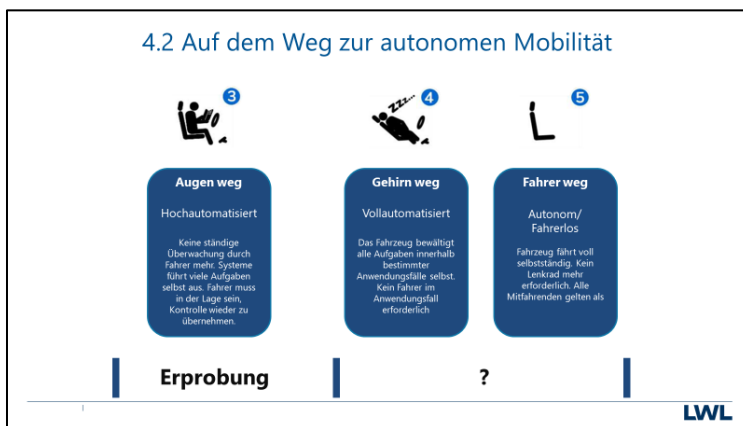 4.2 Auf dem Weg zur autonomen Mobilität
3
zzz...
4
5
Augen weg
Hochautomatisiert
Keine ständige
Überwachung durch
Fahrer mehr. Systeme
führt viele Aufgaben
selbst aus. Fahrer muss
in der Lage sein,
Kontrolle wieder zu
übernehmen.
Gehirn weg
Vollautomatisiert
Das Fahrzeug bewältigt
alle Aufgaben innerhalb
bestimmter
Anwendungsfälle selbst.
Kein Fahrer im
Anwendungsfall
erforderlich
Fahrer weg
Autonom/
Fahrerlos
Fahrzeug fährt voll
selbstständig. Kein
Lenkrad mehr
erforderlich. Alle
Mitfahrenden gelten als
Erprobung
?
LWL